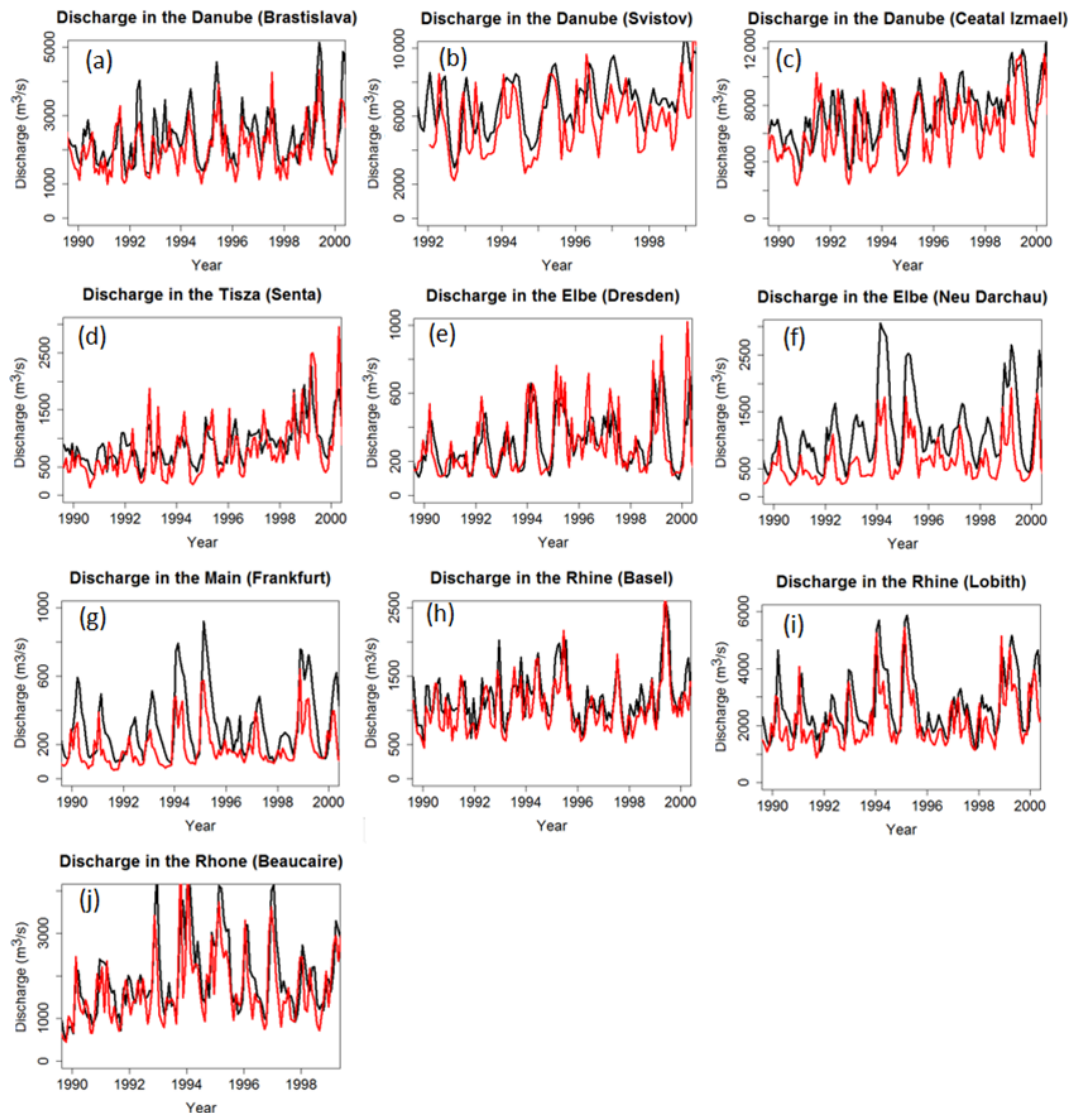 Discharge in the Danube (Brastislava)
(a)
Discharge (m³/s)
5000
3000
1000
0
1990 1992 1994 1996 1998 2000
Year
Discharge in the Danube (Svistov)
(b)
Discharge (m³/s)
10000
6000
2000
0
1992 1994 1996 1998
Year
Discharge in the Danube (Ceatal Izmael)
(c)
Discharge (m³/s)
12000
8000
4000
0
1990 1992 1994 1996 1998 2000
Year
Discharge in the Tisza (Senta)
(d)
Discharge (m³/s)
2500
1500
500
0
1990 1992 1994 1996 1998 2000
Year
Discharge in the Elbe (Dresden)
(e)
Discharge (m³/s)
1000
600
200
0
1990 1992 1994 1996 1998 2000
Year
Discharge in the Elbe (Neu Darchau)
(f)
Discharge (m³/s)
2500
1500
500
0
1990 1992 1994 1996 1998 2000
Year
Discharge in the Main (Frankfurt)
(g)
Discharge (m3/s)
1000
600
200
0
1990 1992 1994 1996 1998 2000
Year
Discharge in the Rhine (Basel)
(h)
Discharge (m³/s)
2500
1500
500
0
1990 1992 1994 1996 1998 2000
Year
Discharge in the Rhine (Lobith)
(i)
Discharge (m³/s)
6000
4000
2000
0
1990 1992 1994 1996 1998 2000
Year
Discharge in the Rhone (Beaucaire)
(j)
Discharge (m³/s)
3000
1000
0
1990 1992 1994 1996 1998
Year